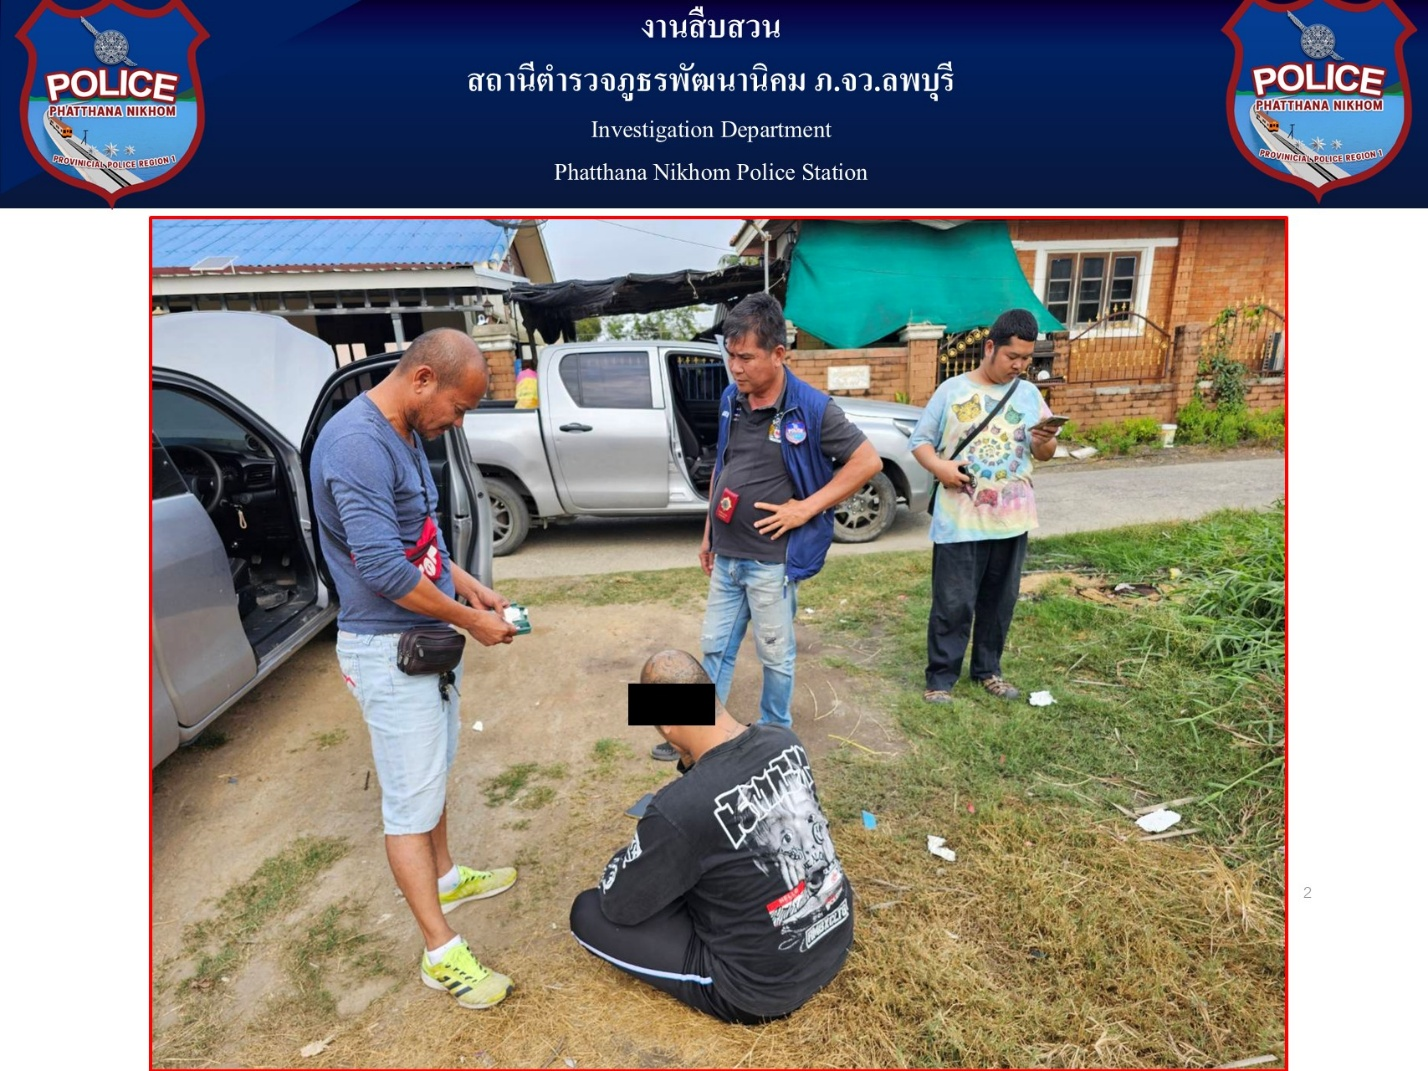 งานสืบสวน
สถานีตำรวจภูธรพัฒนานิคม ภ.จว.ลพบุรี
Investigation Department
Phatthana Nikhom Police Station
POLICE
PHATTHANA NIKHOM
PROVINCIAL POLICE REGION 1
POLICE
PHATTHANA NIKHOM
PROVINCIAL POLICE REGION 1
POLICE
2